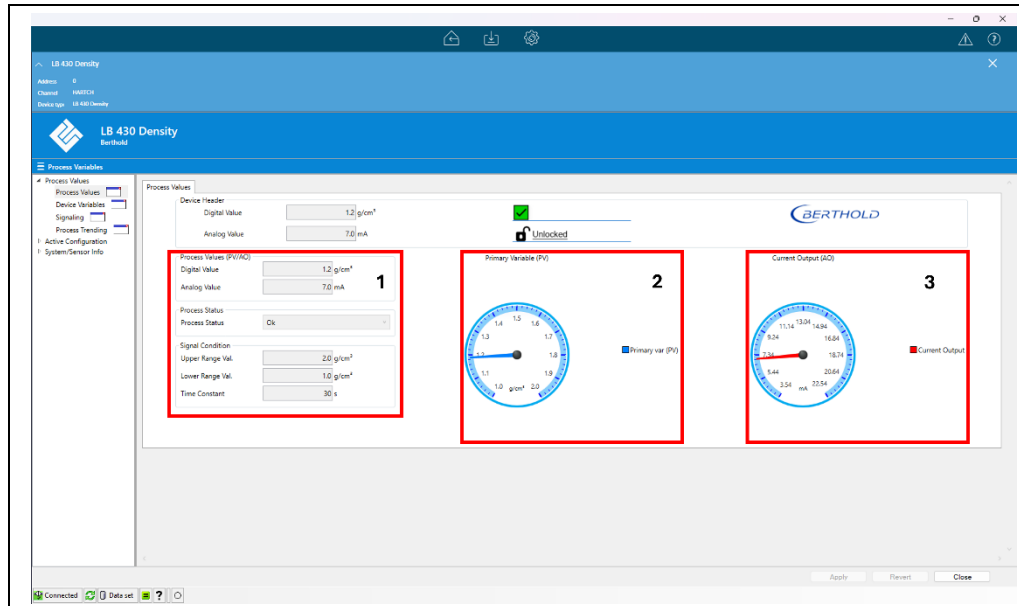 LB 430 Density
Address 0
Channel HARTCH
Device type LB 430 Density
LB 430 Density
Berthold
Process Variables
Process Values
Process Values
Device Variables
Signaling
Process Trending
Active Configuration
System/Sensor Info
Process Values
Device Header
Digital Value 1.2 g/cm³
Analog Value 7.0 mA
Unlocked
BERTHOLD
Process Values (PV/AO)
Digital Value 1.2 g/cm³
Analog Value 7.0 mA
1
Process Status
Process Status Ok
Signal Condition
Upper Range Val. 2.0 g/cm³
Lower Range Val. 1.0 g/cm³
Time Constant 30 s
Primary Variable (PV)
2
1.5
1.4 1.6
1.3 1.7
1.2 1.8
1.1 1.9
1.0 g/cm³ 2.0
Primary var (PV)
Current Output (AO)
3
13.04
11.14 14.94
9.24 16.84
7.34 18.74
5.44 20.64
3.54 mA 22.54
Current Output
Apply Revert Close
Connected Data set ?